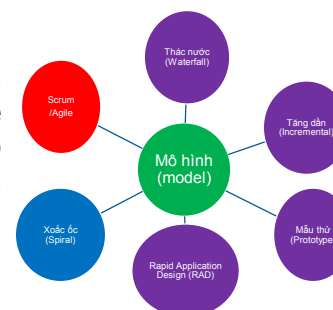 Thác nước
(Waterfall)
Scrum
/Agile
Tăng dần
(Incremental)
Mô hình
(model)
Xoắc ốc
(Spiral)
Mẫu thử
(Prototype
Rapid Application
Design (RAD)